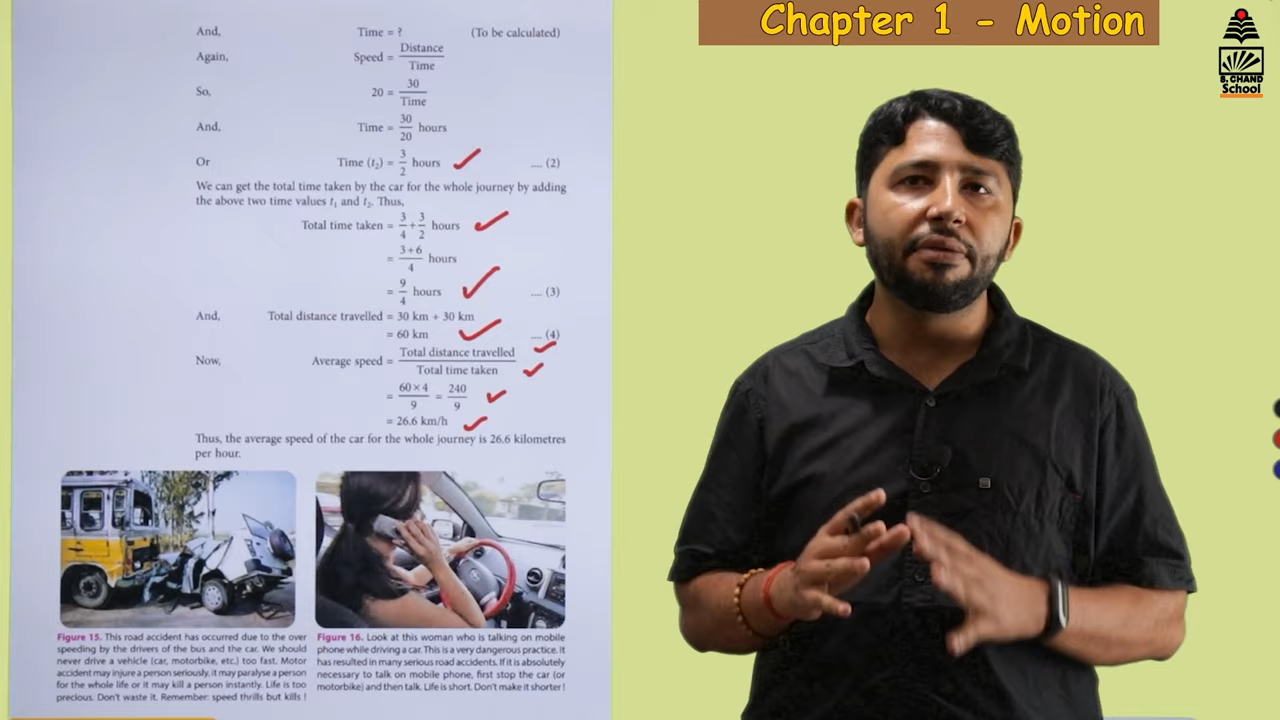 Chapter 1 - Motion
S. CHAND
School
And, Time = ? (To be calculated)
Again, Speed = Distance / Time
So, 20 = 30 / Time
And, Time = 30/20 hours
Or Time (t₂) = 3/2 hours .... (2)
We can get the total time taken by the car for the whole journey by adding
the above two time values t₁ and t₂. Thus,
Total time taken = 3/4 + 3/2 hours
= 3+6 / 4 hours
= 9/4 hours .... (3)
And, Total distance travelled = 30 km + 30 km
= 60 km .... (4)
Now, Average speed = Total distance travelled / Total time taken
= 60 × 4 / 9 = 240 / 9
= 26.6 km/h
Thus, the average speed of the car for the whole journey is 26.6 kilometres
per hour.
Figure 15. This road accident has occurred due to the over
speeding by the drivers of the bus and the car. We should
never drive a vehicle (car, motorbike, etc.) too fast. Motor
accident may injure a person seriously, it may paralyse a person
for the whole life or it may kill a person instantly. Life is too
precious. Don't waste it. Remember: speed thrills but kills !
Figure 16. Look at this woman who is talking on mobile
phone while driving a car. This is a very dangerous practice. It
has resulted in many serious road accidents. If it is absolutely
necessary to talk on mobile phone, first stop the car (or
motorbike) and then talk. Life is short. Don't make it shorter !